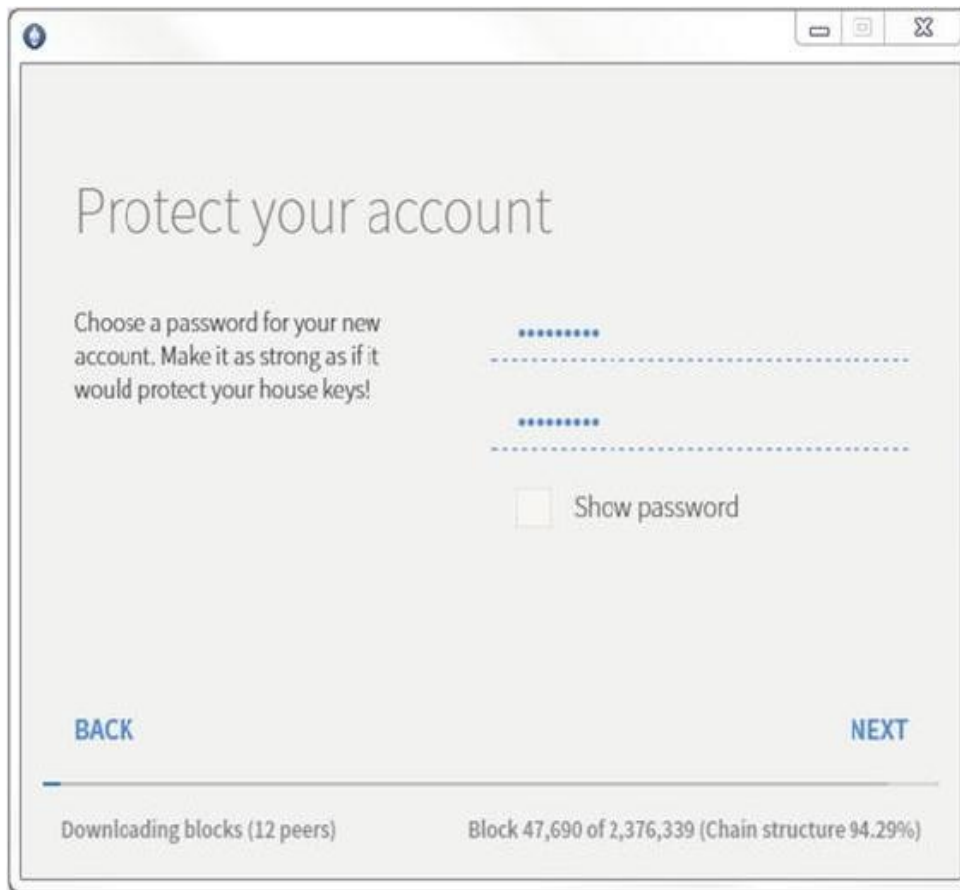 Protect your account
Choose a password for your new
account. Make it as strong as if it
would protect your house keys!
•••••••••
•••••••••
Show password
BACK
NEXT
Downloading blocks (12 peers)
Block 47,690 of 2,376,339 (Chain structure 94.29%)